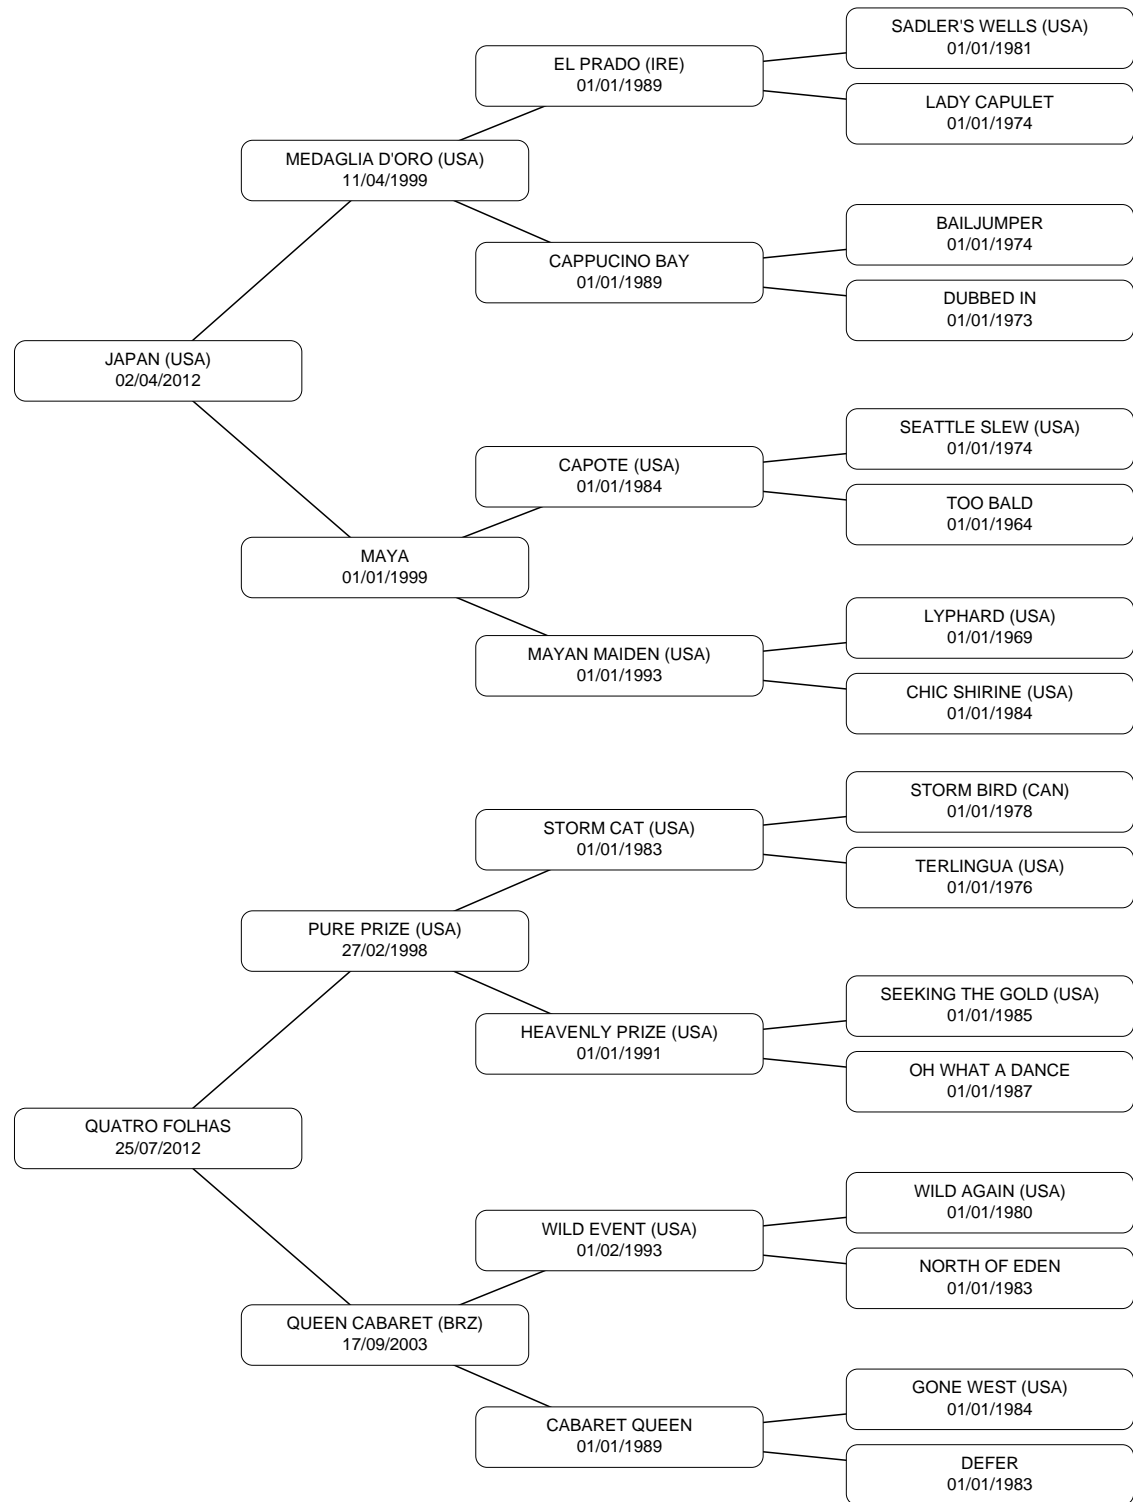 SADLER'S WELLS (USA)
01/01/1981
EL PRADO (IRE)
01/01/1989
LADY CAPULET
01/01/1974
MEDAGLIA D'ORO (USA)
11/04/1999
BAILJUMPER
01/01/1974
CAPPUCINO BAY
01/01/1989
DUBBED IN
01/01/1973
JAPAN (USA)
02/04/2012
SEATTLE SLEW (USA)
01/01/1974
CAPOTE (USA)
01/01/1984
TOO BALD
01/01/1964
MAYA
01/01/1999
LYPHARD (USA)
01/01/1969
MAYAN MAIDEN (USA)
01/01/1993
CHIC SHIRINE (USA)
01/01/1984
STORM BIRD (CAN)
01/01/1978
STORM CAT (USA)
01/01/1983
TERLINGUA (USA)
01/01/1976
PURE PRIZE (USA)
27/02/1998
SEEKING THE GOLD (USA)
01/01/1985
HEAVENLY PRIZE (USA)
01/01/1991
OH WHAT A DANCE
01/01/1987
QUATRO FOLHAS
25/07/2012
WILD AGAIN (USA)
01/01/1980
WILD EVENT (USA)
01/02/1993
NORTH OF EDEN
01/01/1983
QUEEN CABARET (BRZ)
17/09/2003
GONE WEST (USA)
01/01/1984
CABARET QUEEN
01/01/1989
DEFER
01/01/1983